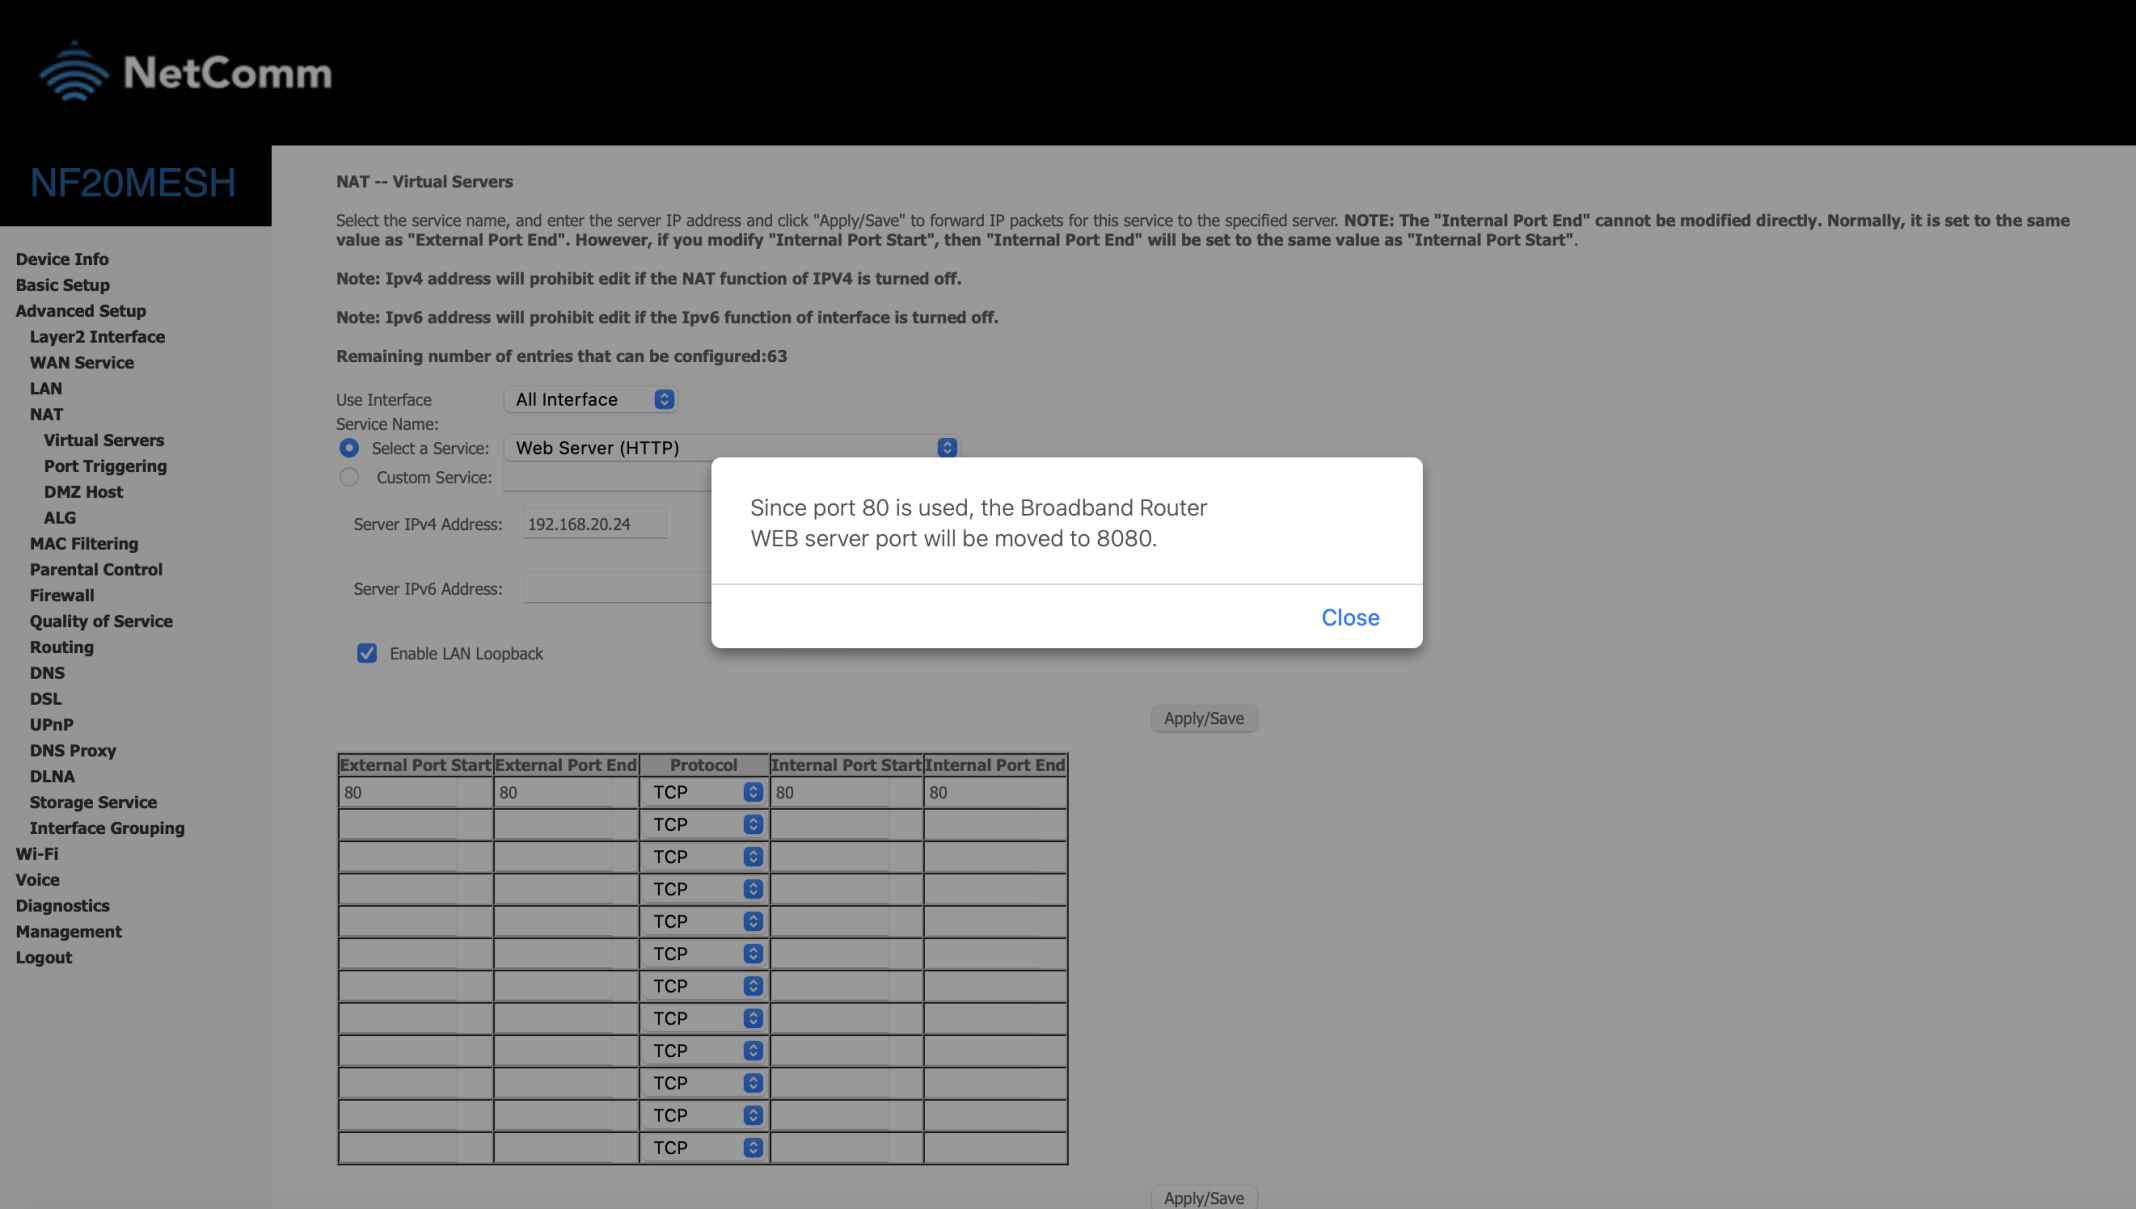 NetComm
NF20MESH
Device Info
Basic Setup
Advanced Setup
Layer2 Interface
WAN Service
LAN
NAT
Virtual Servers
Port Triggering
DMZ Host
ALG
MAC Filtering
Parental Control
Firewall
Quality of Service
Routing
DNS
DSL
UPnP
DNS Proxy
DLNA
Storage Service
Interface Grouping
Wi-Fi
Voice
Diagnostics
Management
Logout
NAT -- Virtual Servers
Select the service name, and enter the server IP address and click "Apply/Save" to forward IP packets for this service to the specified server. NOTE: The "Internal Port End" cannot be modified directly. Normally, it is set to the same
value as "External Port End". However, if you modify "Internal Port Start", then "Internal Port End" will be set to the same value as "Internal Port Start".
Note: Ipv4 address will prohibit edit if the NAT function of IPV4 is turned off.
Note: Ipv6 address will prohibit edit if the Ipv6 function of interface is turned off.
Remaining number of entries that can be configured:63
Use Interface All Interface
Service Name:
Select a Service: Web Server (HTTP)
Custom Service:
Server IPv4 Address: 192.168.20.24
Server IPv6 Address:
Enable LAN Loopback
Since port 80 is used, the Broadband Router
WEB server port will be moved to 8080.
Close
Apply/Save
External Port Start External Port End Protocol Internal Port Start Internal Port End
80 80 TCP 80 80
TCP
TCP
TCP
TCP
TCP
TCP
TCP
TCP
TCP
TCP
TCP
Apply/Save